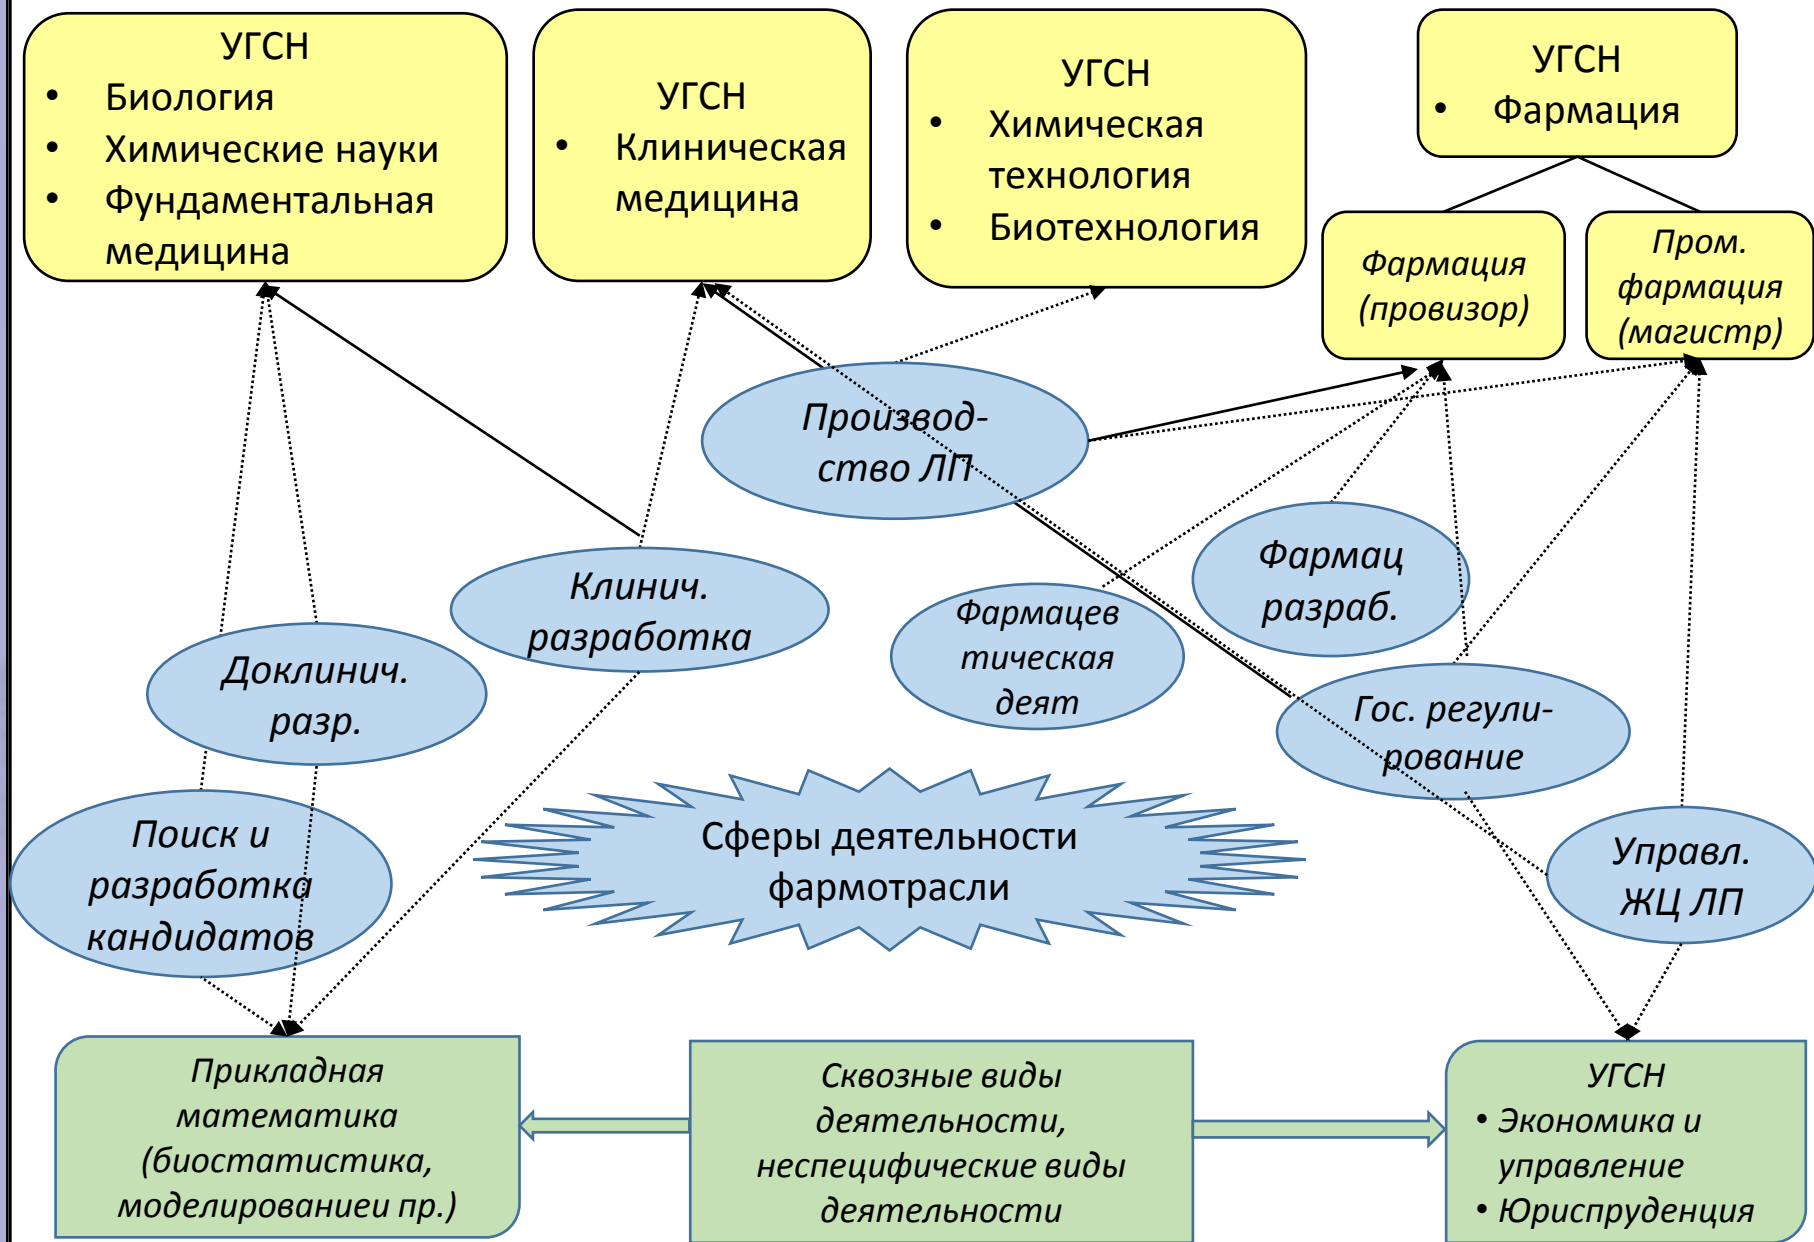 УГСН
• Биология
• Химические науки
• Фундаментальная
медицина
УГСН
• Клиническая
медицина
УГСН
• Химическая
технология
• Биотехнология
УГСН
• Фармация
Фармация
(провизор)
Пром.
фармация
(магистр)
Производ-
ство ЛП
Фармац
разраб.
Клинич.
разработка
Фармацев
тическая
деят
Доклинич.
разр.
Гос. регули-
рование
Поиск и
разработка
кандидатов
Сферы деятельности
фармотрасли
Управл.
ЖЦ ЛП
Прикладная
математика
(биостатистика,
моделированиеи пр.)
Сквозные виды
деятельности,
неспецифические виды
деятельности
УГСН
• Экономика и
управление
• Юриспруденция